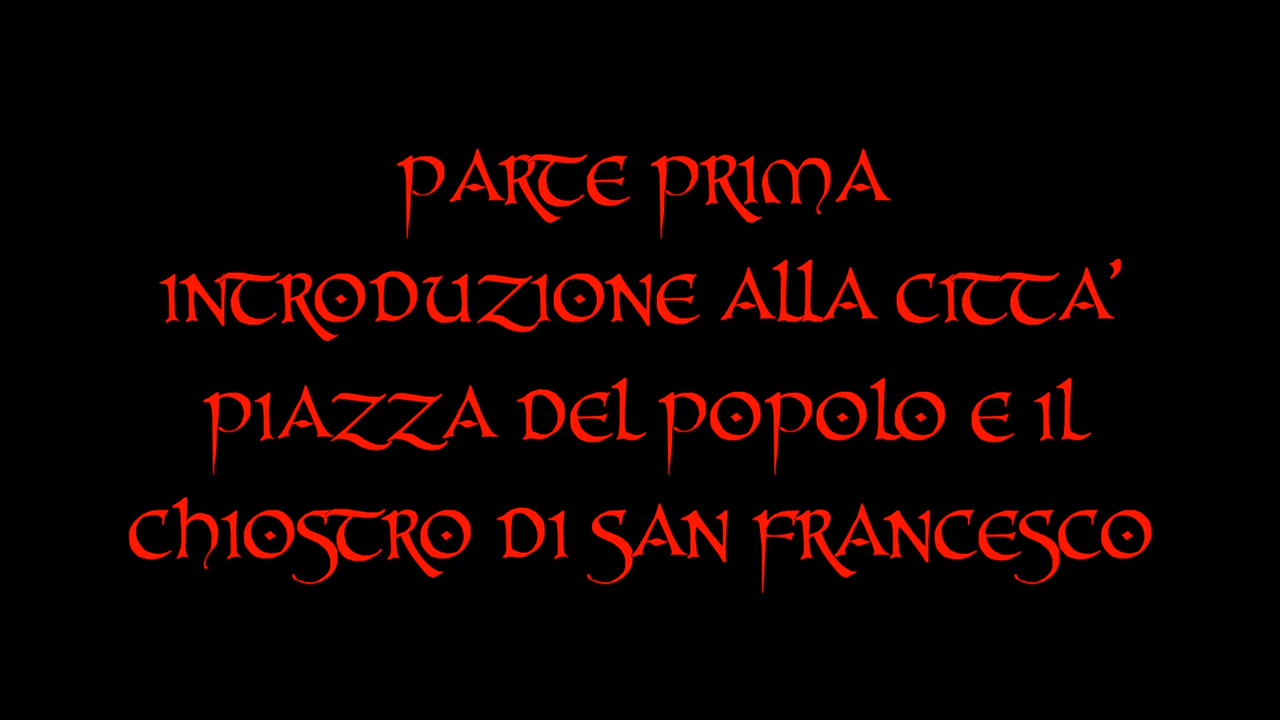 PARTE PRIMA
INTRODUZIONE ALLA CITTA'
PIAZZA DEL POPOLO E IL
CHIOSTRO DI SAN FRANCESCO